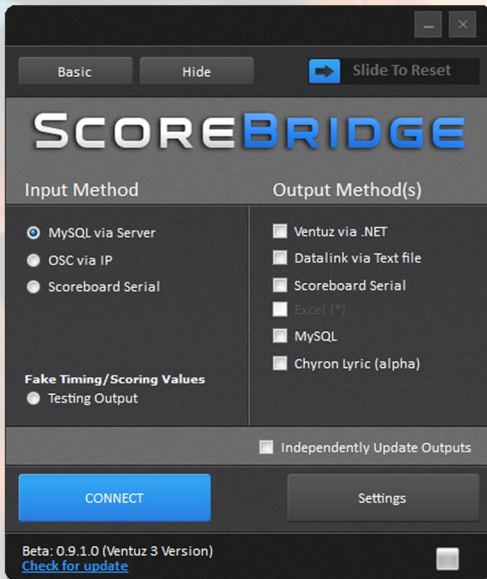 Basic
Hide
Slide To Reset
SCOREBRIDGE
Input Method
Output Method(s)
MySQL via Server
OSC via IP
Scoreboard Serial
Fake Timing/Scoring Values
Testing Output
Ventuz via .NET
Datalink via Text file
Scoreboard Serial
Excel (*)
MySQL
Chyron Lyric (alpha)
Independently Update Outputs
CONNECT
Settings
Beta: 0.9.1.0 (Ventuz 3 Version)
Check for update